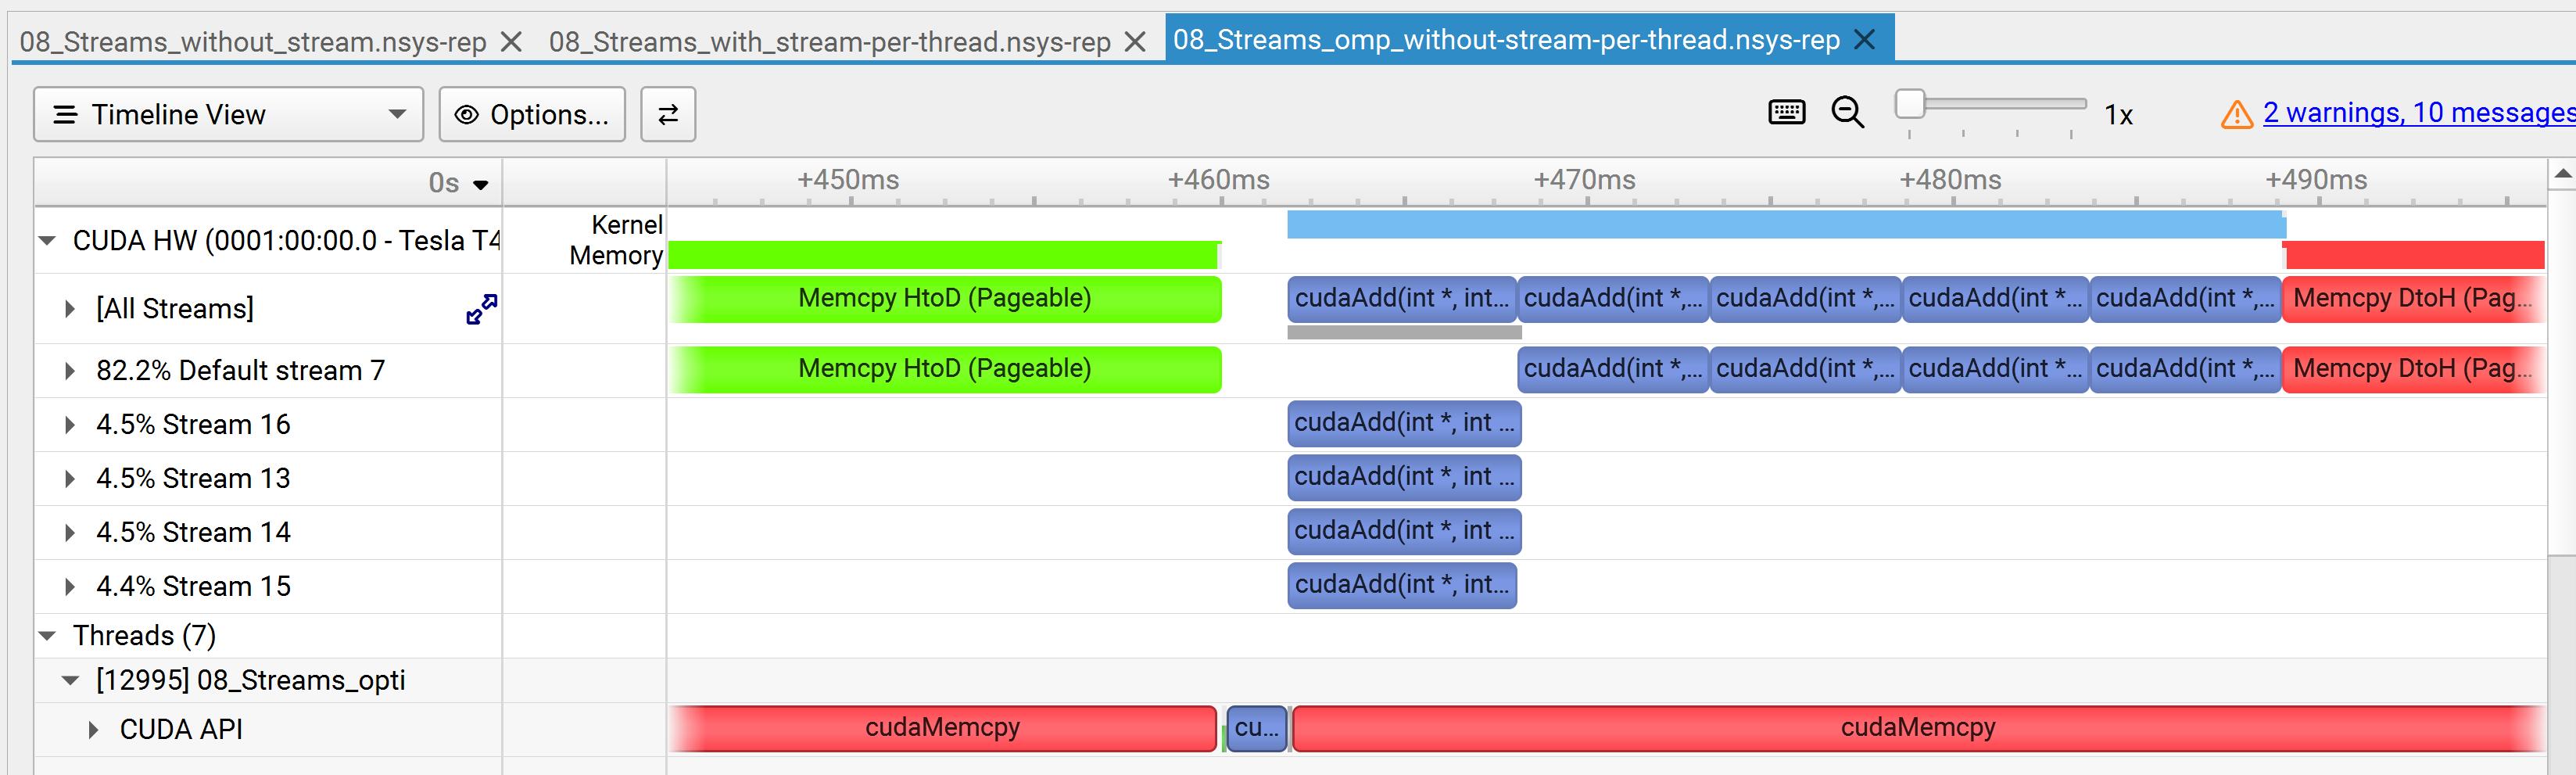 08_Streams_without_stream.nsys-rep 08_Streams_with_stream-per-thread.nsys-rep 08_Streams_omp_without-stream-per-thread.nsys-rep
Timeline View Options... 1x 2 warnings, 10 messages
0s +450ms +460ms +470ms +480ms +490ms
CUDA HW (0001:00:00.0 - Tesla T4 Kernel
Memory
[All Streams] Memcpy HtoD (Pageable) cudaAdd(int *, int... cudaAdd(int *,... cudaAdd(int *,... cudaAdd(int *... cudaAdd(int *,... Memcpy DtoH (Pag...
82.2% Default stream 7 Memcpy HtoD (Pageable) cudaAdd(int *,... cudaAdd(int *,... cudaAdd(int *... cudaAdd(int *,... Memcpy DtoH (Pag...
4.5% Stream 16 cudaAdd(int *, int ...
4.5% Stream 13 cudaAdd(int *, int ...
4.5% Stream 14 cudaAdd(int *, int ...
4.4% Stream 15 cudaAdd(int *, int...
Threads (7)
[12995] 08_Streams_opti
CUDA API cudaMemcpy cu... cudaMemcpy